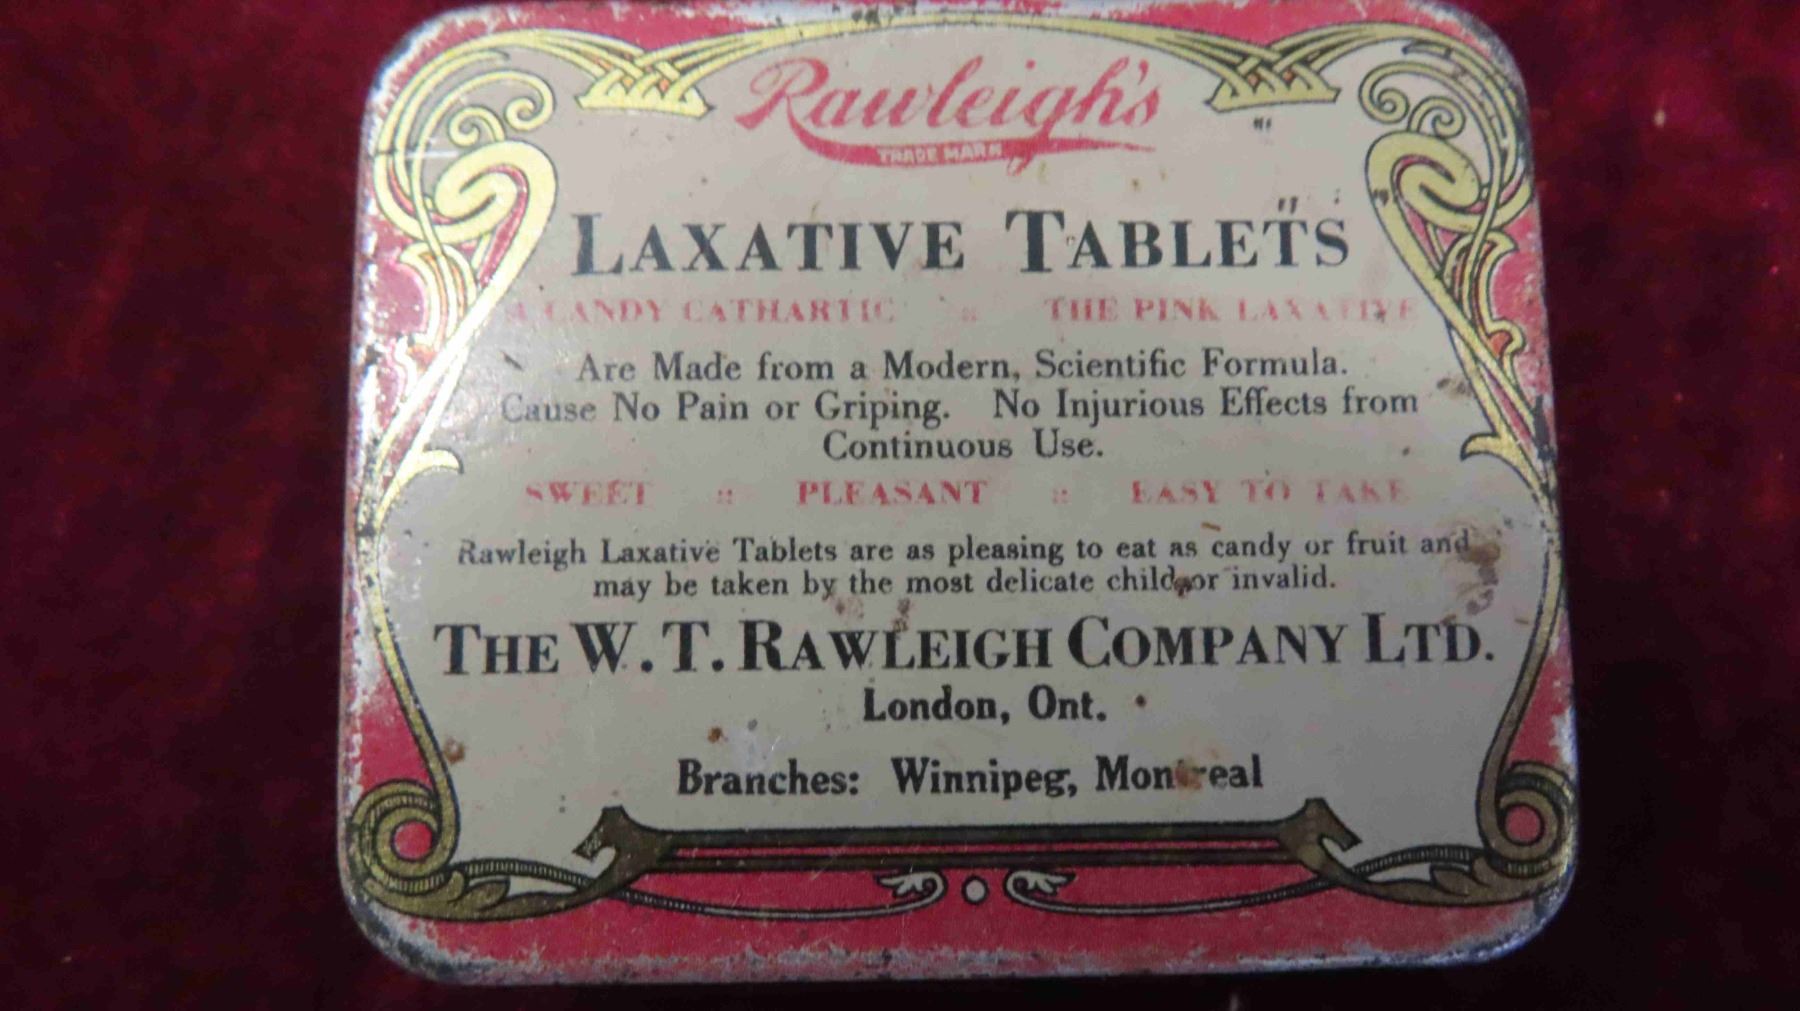 Rawleigh's
TRADE MARK
LAXATIVE TABLETS
A CANDY CATHARTIC :: THE PINK LAXATIVE
Are Made from a Modern, Scientific Formula.
Cause No Pain or Griping. No Injurious Effects from
Continuous Use.
SWEET :: PLEASANT :: EASY TO TAKE
Rawleigh Laxative Tablets are as pleasing to eat as candy or fruit and
may be taken by the most delicate child or invalid.
THE W. T. RAWLEIGH COMPANY LTD.
London, Ont.
Branches: Winnipeg, Montreal